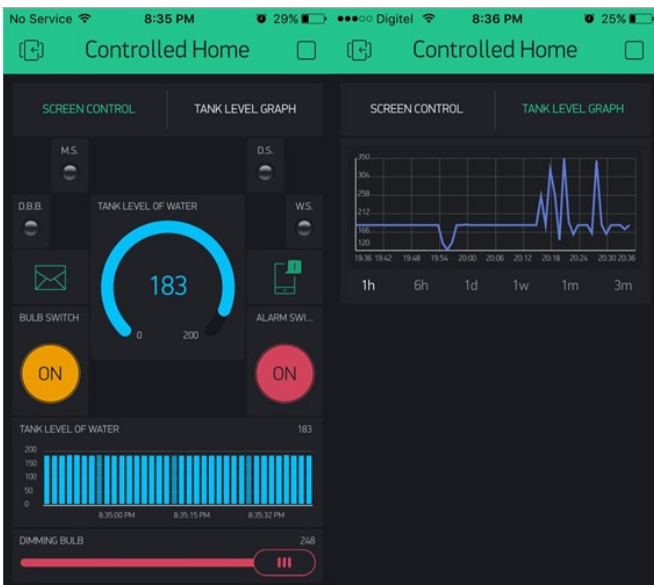 No Service 8:35 PM 29%
Controlled Home
SCREEN CONTROL TANK LEVEL GRAPH
M.S. D.S.
D.B.B. TANK LEVEL OF WATER W.S.
183
0 200
BULB SWITCH ALARM SWI...
ON ON
TANK LEVEL OF WATER 183
200
150
100
50
0
8:35:00 PM 8:35:15 PM 8:35:32 PM
DIMMING BULB 248
Digitel 8:36 PM 25%
Controlled Home
SCREEN CONTROL TANK LEVEL GRAPH
350
304
258
212
166
120
19:36 19:42 19:48 19:54 20:00 20:06 20:12 20:18 20:24 20:30 20:36
1h 6h 1d 1w 1m 3m